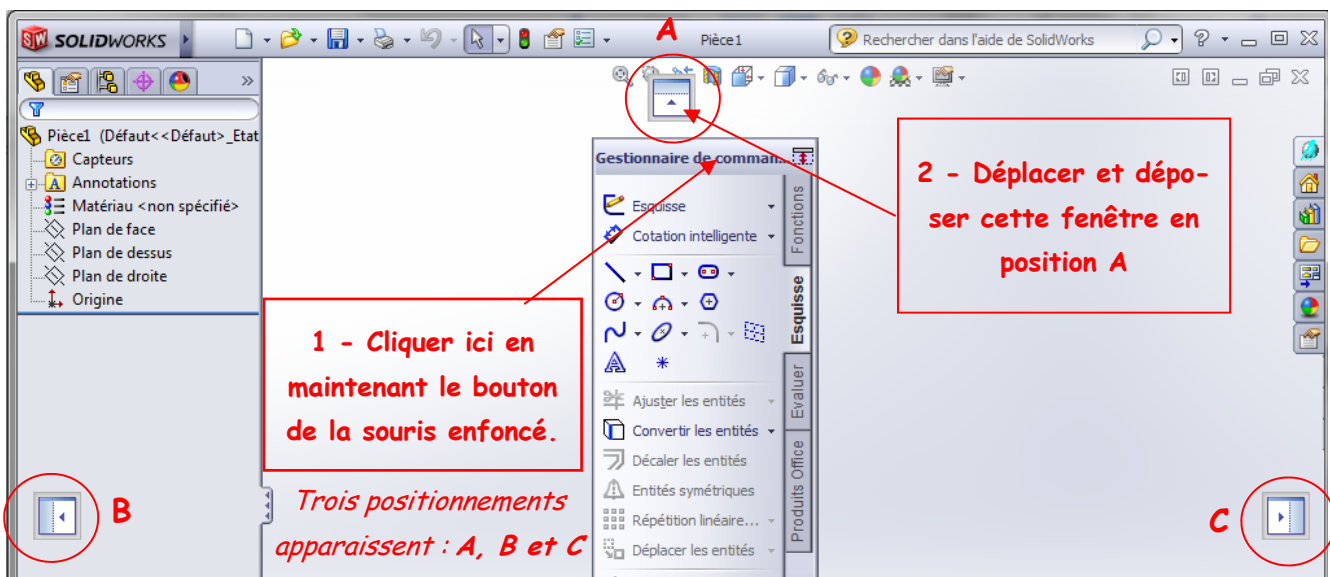 SW SOLIDWORKS
A
Pièce1
Rechercher dans l'aide de SolidWorks
?
Pièce1 (Défaut<<Défaut>_Etat
Capteurs
A Annotations
Matériau <non spécifié>
Plan de face
Plan de dessus
Plan de droite
Origine
Gestionnaire de comman...
Esquisse
Cotation intelligente
A
Ajuster les entités
Convertir les entités
Décaler les entités
Entités symétriques
Répétition linéaire...
Déplacer les entités
Fonctions
Esquisse
Evaluer
Produits Office
1 - Cliquer ici en
maintenant le bouton
de la souris enfoncé.
Trois positionnements
apparaissent : A, B et C
2 - Déplacer et dépo-
ser cette fenêtre en
position A
B
C